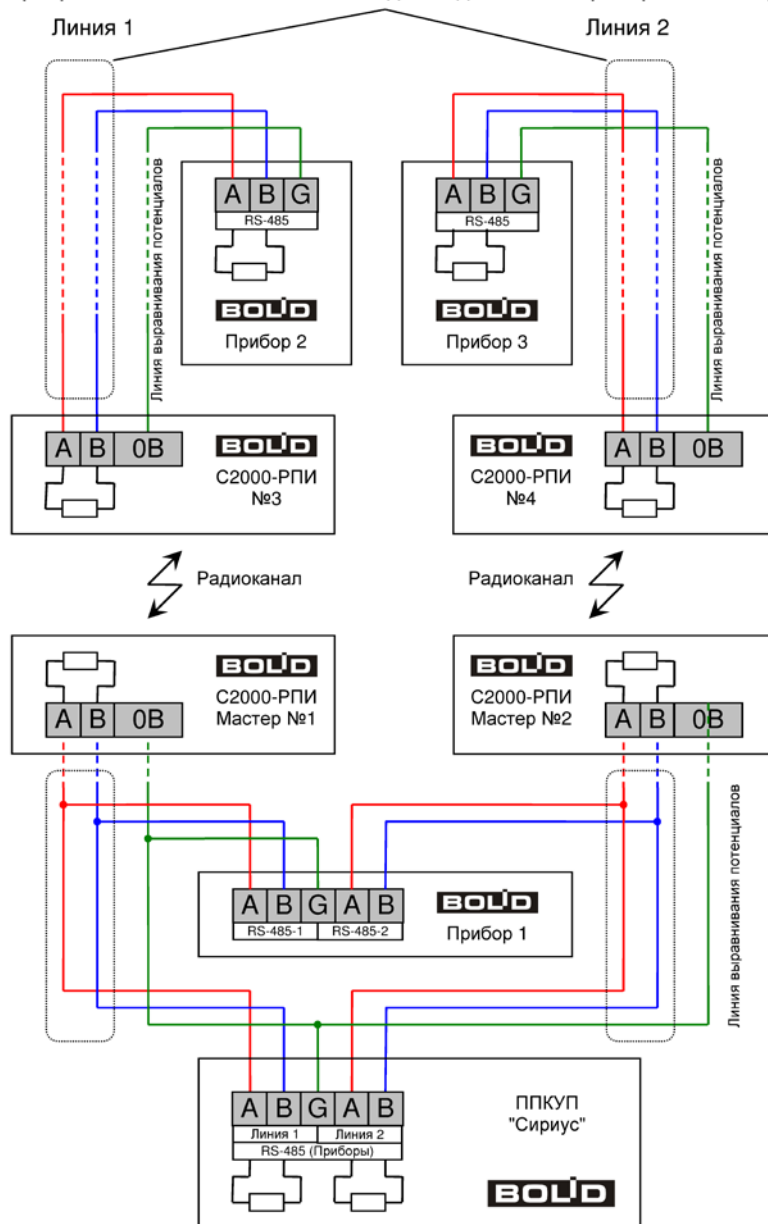 Линия 1
Линия 2
Линия выравнивания потенциалов
A B G
RS-485
BOLID
Прибор 2
A B G
RS-485
BOLID
Прибор 3
Линия выравнивания потенциалов
A B 0B
BOLID
С2000-РПИ
№3
BOLID
С2000-РПИ
№4
A B 0B
Радиоканал
Радиоканал
BOLID
С2000-РПИ
Мастер №1
A B 0B
BOLID
С2000-РПИ
Мастер №2
A B 0B
Линия выравнивания потенциалов
A B G A B
RS-485-1 RS-485-2
BOLID
Прибор 1
A B G A B
Линия 1 Линия 2
RS-485 (Приборы)
ППКУП
"Сириус"
BOLID